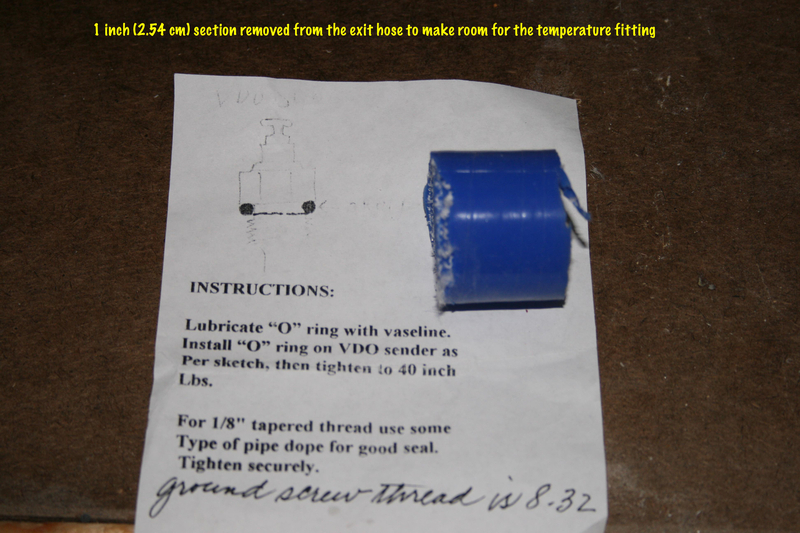 1 inch (2.54 cm) section removed from the exit hose to make room for the temperature fitting
VDO
INSTRUCTIONS:
Lubricate “O” ring with vaseline.
Install “O” ring on VDO sender as
Per sketch, then tighten to 40 inch
Lbs.
For 1/8" tapered thread use some
Type of pipe dope for good seal.
Tighten securely.
ground screw thread is 8-32